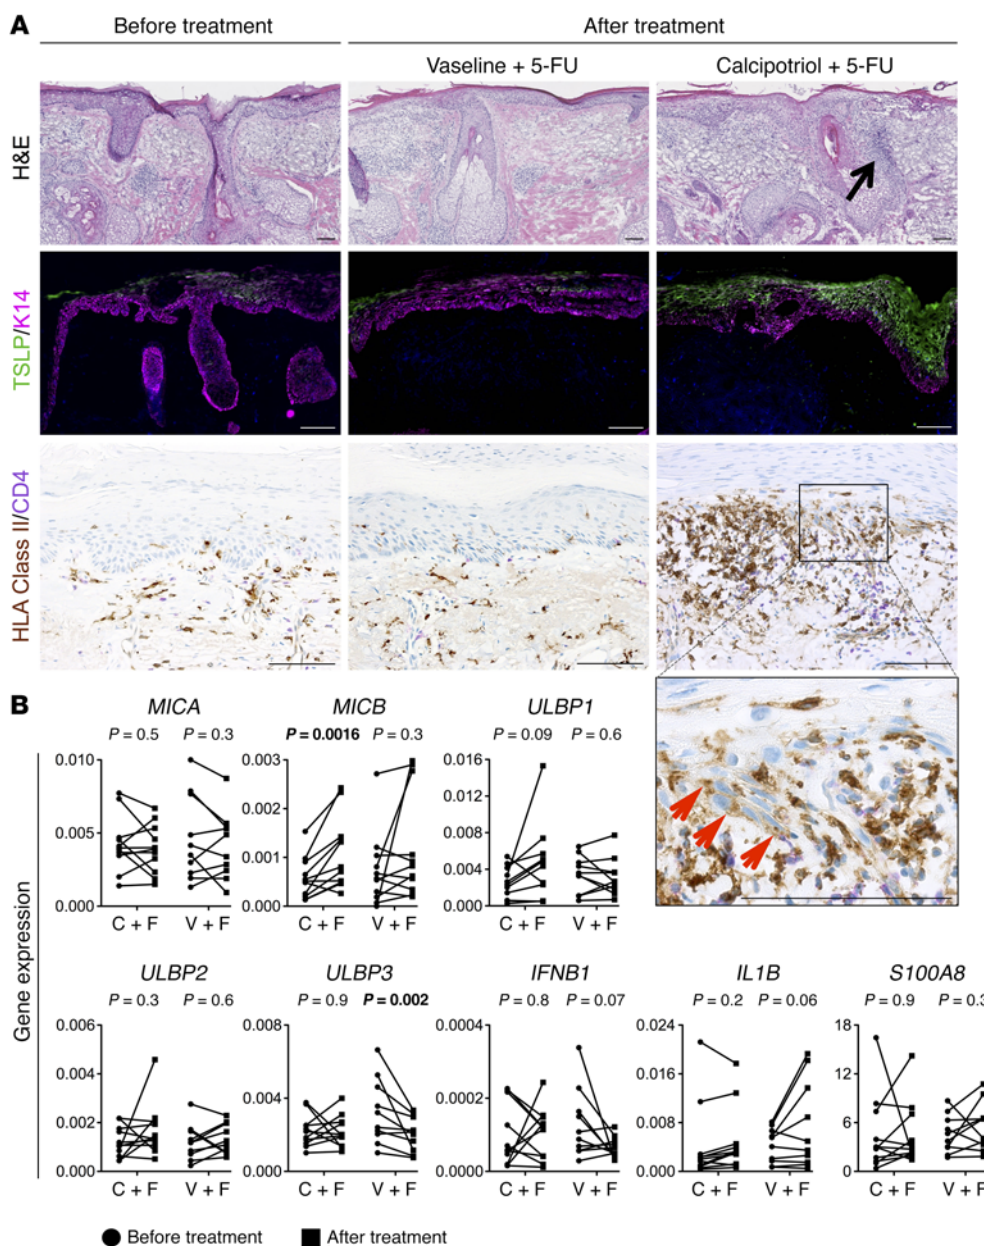 A
Before treatment
After treatment
Vaseline + 5-FU
Calcipotriol + 5-FU
H&E
TSLP/K14
HLA Class II/CD4
B
Gene expression
MICA
P = 0.5 P = 0.3
0.010
0.005
0.000
C + F V + F
MICB
P = 0.0016 P = 0.3
0.003
0.002
0.001
0.000
C + F V + F
ULBP1
P = 0.09 P = 0.6
0.016
0.012
0.008
0.004
0.000
C + F V + F
ULBP2
P = 0.3 P = 0.6
0.006
0.004
0.002
0.000
C + F V + F
ULBP3
P = 0.9 P = 0.002
0.008
0.004
0.000
C + F V + F
IFNB1
P = 0.8 P = 0.07
0.0004
0.0002
0.0000
C + F V + F
IL1B
P = 0.2 P = 0.06
0.024
0.016
0.008
0.000
C + F V + F
S100A8
P = 0.9 P = 0.3
18
12
6
0
C + F V + F
Before treatment After treatment